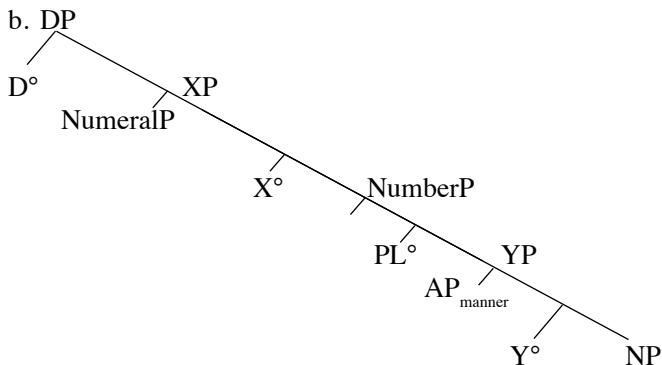 b. DP
D°
XP
NumeralP
X°
NumberP
PL°
YP
AP manner
Y°
NP